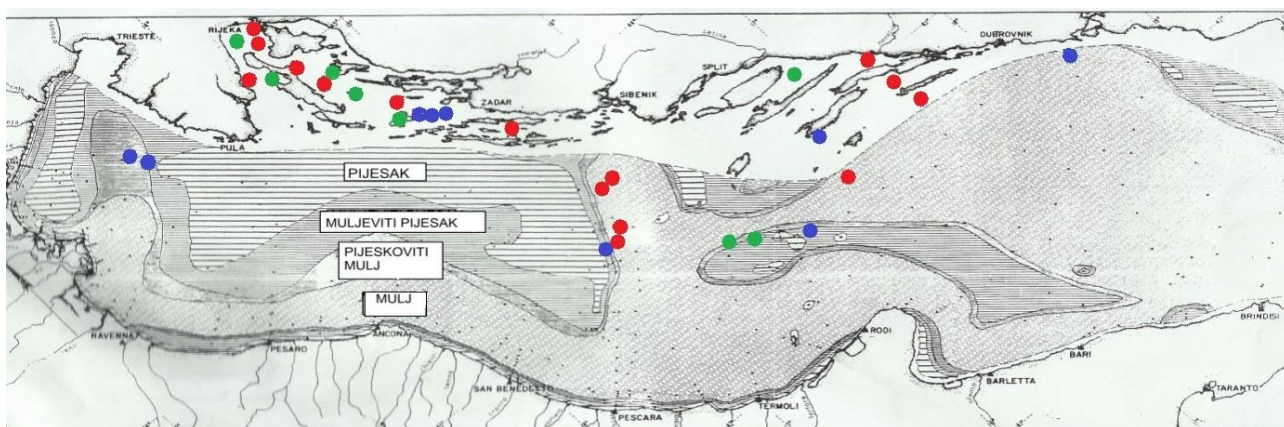 RIJEKA
TRIESTE
DUBROVNIK
SPLIT
ZADAR
SIBENIK
PULA
PIJESAK
MULJEVITI PIJESAK
PIJESKOVITI
MULJ
MULJ
RAVENNA
PESARO
ANCONA
SAN BENEDETTO
PESCARA
TERMOLI
RODI
BARLETTA
BARI
BRINDISI
TARANTO